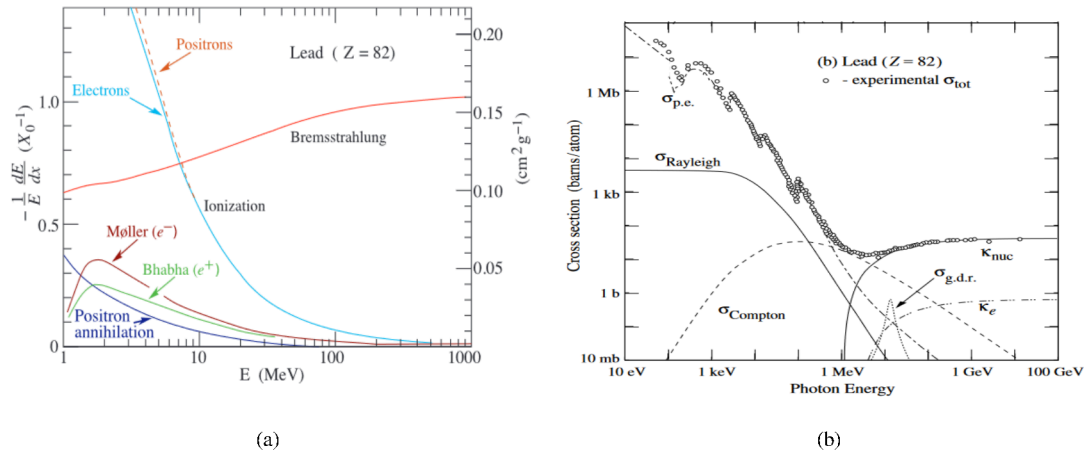 Positrons
Lead ( Z = 82)
Electrons
Bremsstrahlung
Ionization
Møller (e−)
Bhabha (e+)
Positron
annihilation
− 1/E dE/dx (X0−1)
1.0
0.5
0
0.20
0.15
0.10
0.05
(cm2 g−1)
1
10
100
1000
E (MeV)
(a)
(b) Lead (Z = 82)
- experimental σtot
σp.e.
σRayleigh
κnuc
σg.d.r.
σCompton
κe
Cross section (barns/atom)
1 Mb
1 kb
1 b
10 mb
10 eV
1 keV
1 MeV
1 GeV
100 GeV
Photon Energy
(b)